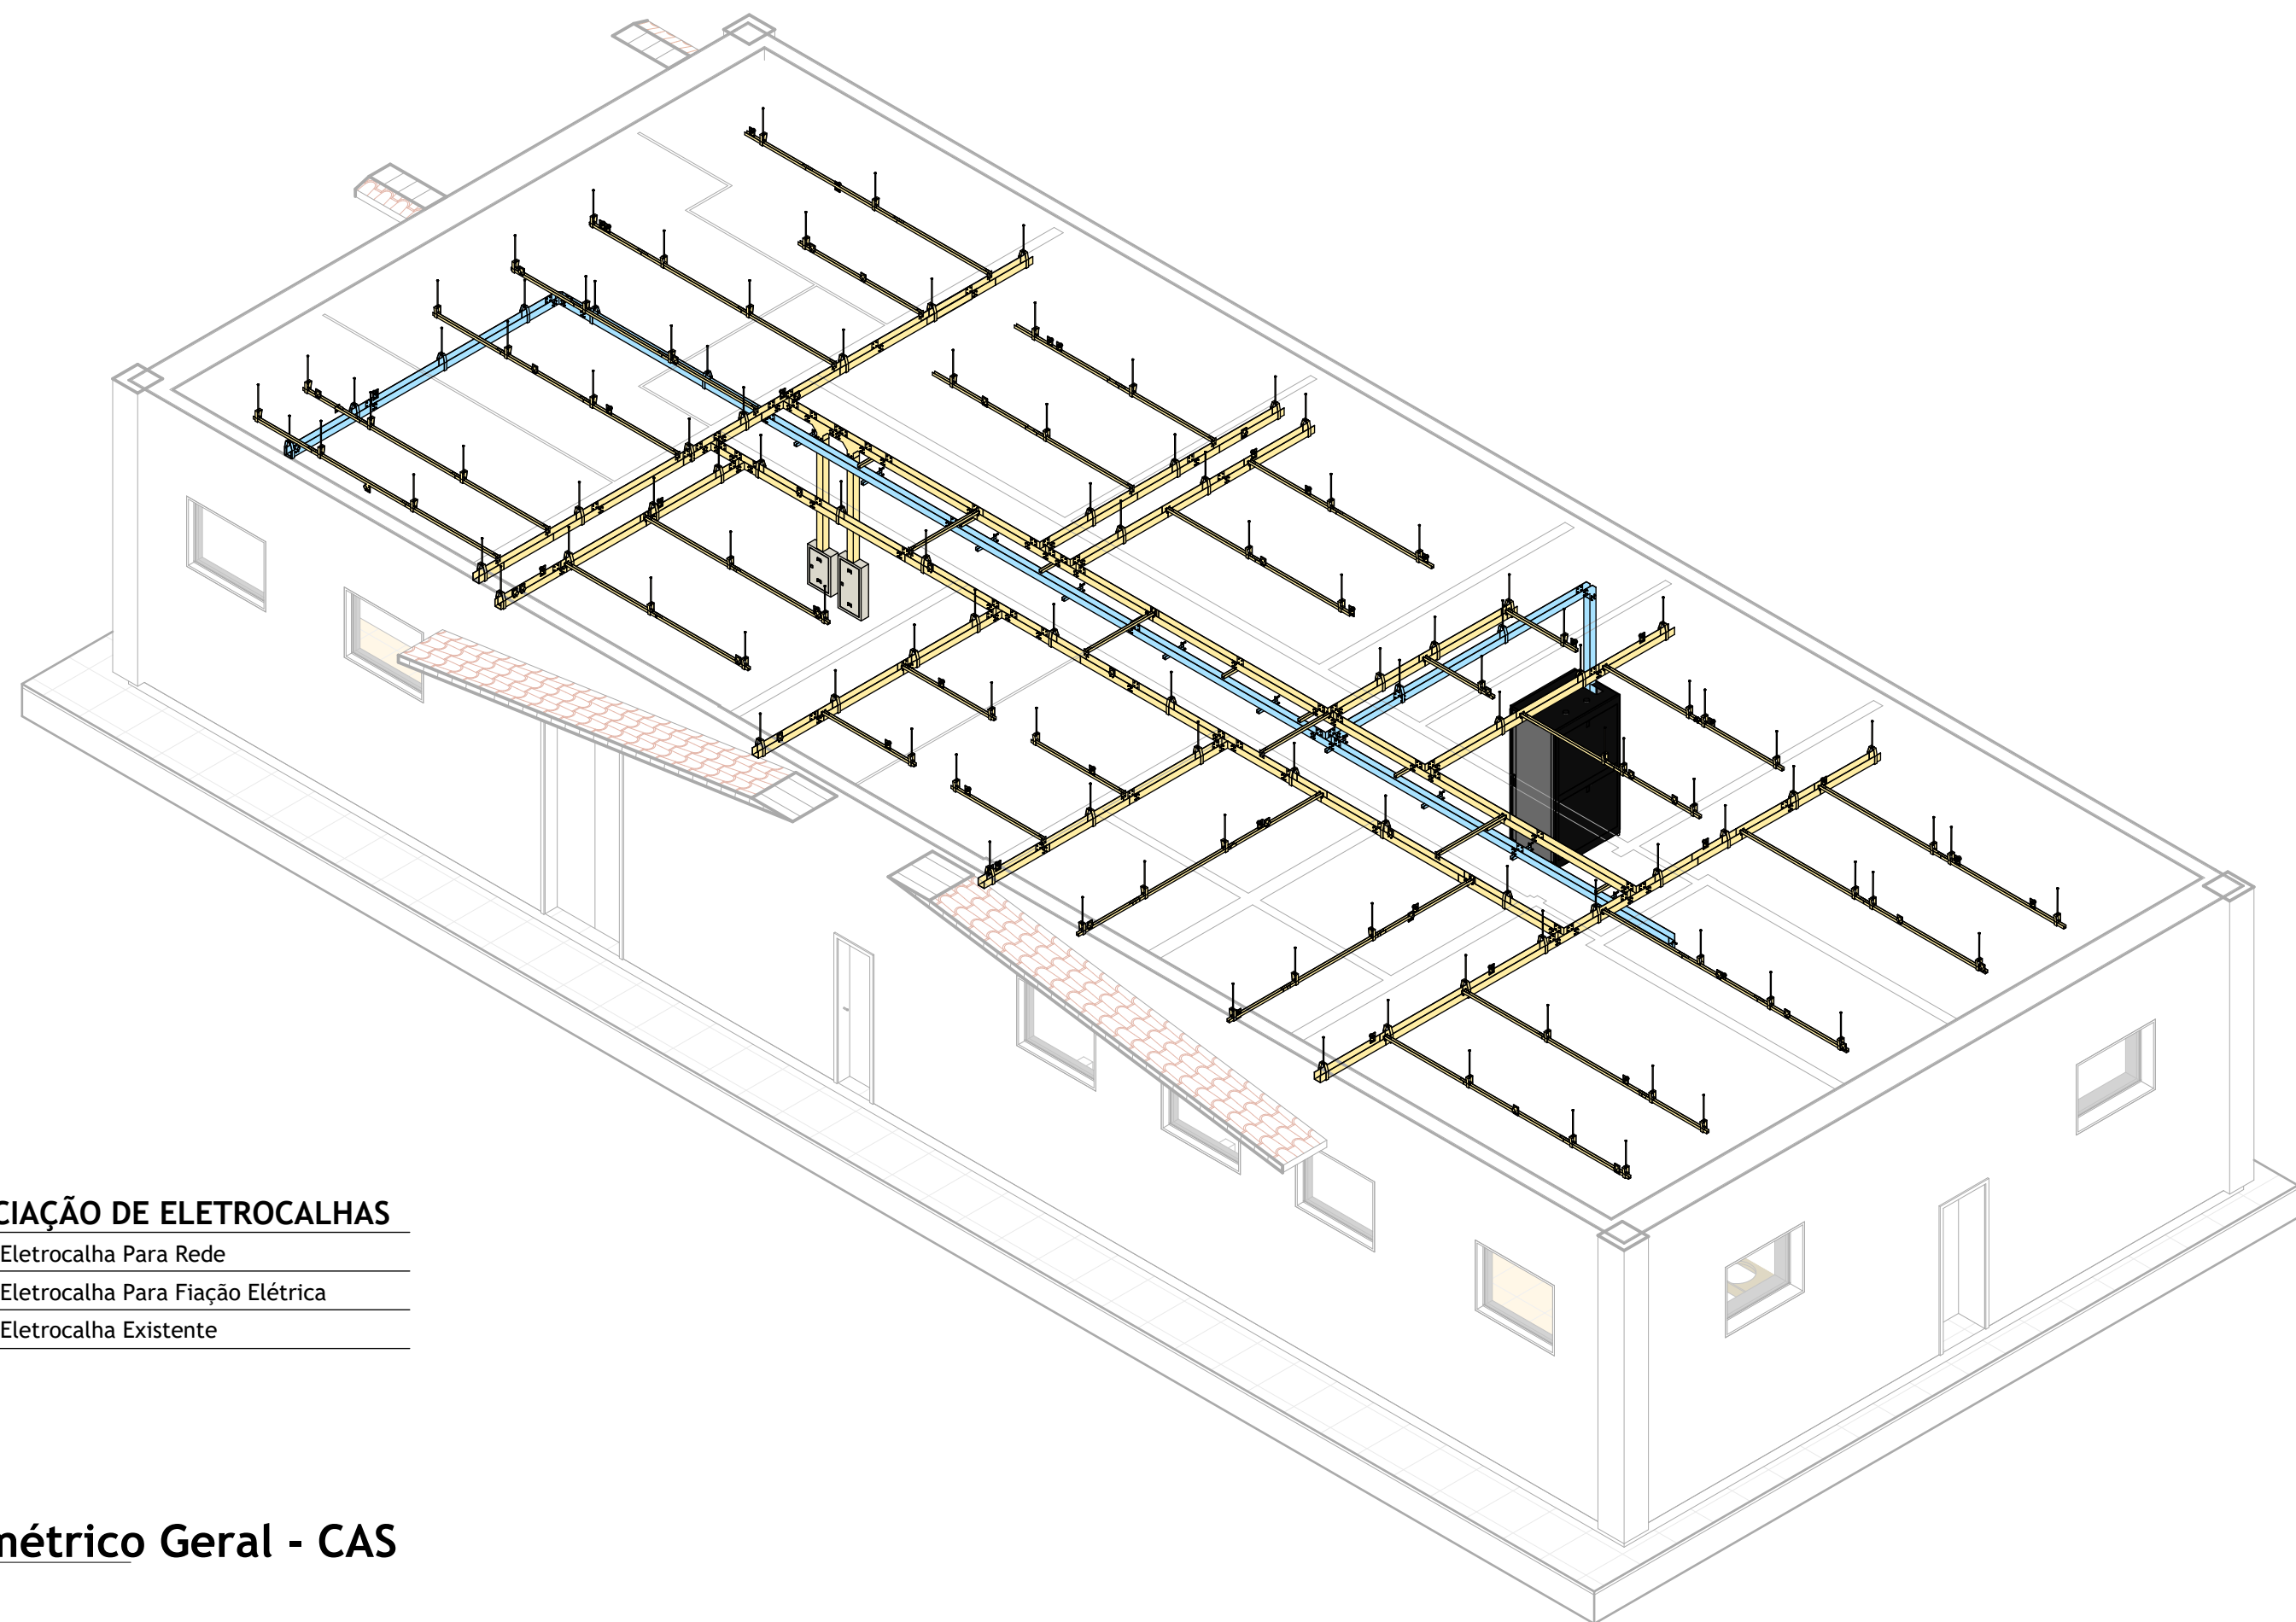 CIAÇÃO DE ELETROCALHAS
Eletrocalha Para Rede
Eletrocalha Para Fiação Elétrica
Eletrocalha Existente
métrico Geral - CAS